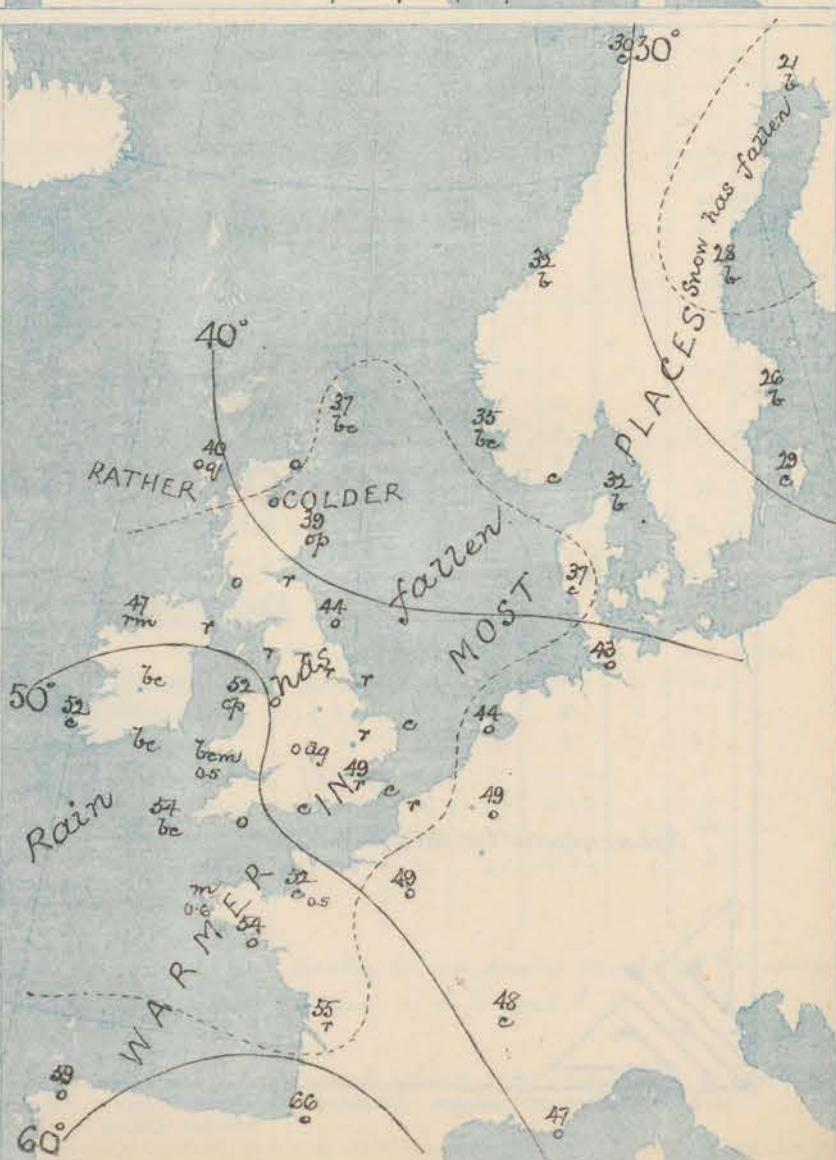 30 30°
c
21
b
Snow has fallen
32
b
28
b
40°
PLACES
26
b
37
bc
35
bc
40
oq
RATHER COLDER
o
o
c
32
b
29
c
39
op
fallen
37
c
MOST
47
rm
o
r
r
44
o
43
o
r
r
has
r
50°
52
c
bc
52
cp
o
r
c
44
o
bc
bcm
0.5
o
r
49
r
c
r
IN
49
o
Rain
54
bc
o
c
m
0.6
52
c
0.5
49
o
WARMER
54
o
55
r
48
c
59
o
60°
66
o
47
o